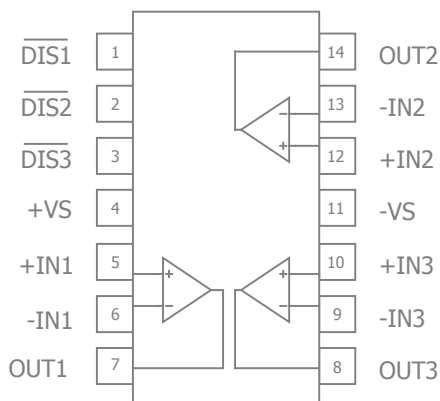 DIS1 1 14 OUT2
DIS2 2 13 -IN2
DIS3 3 12 +IN2
+VS 4 11 -VS
+IN1 5 10 +IN3
-IN1 6 9 -IN3
OUT1 7 8 OUT3
− +
+ −
+ −